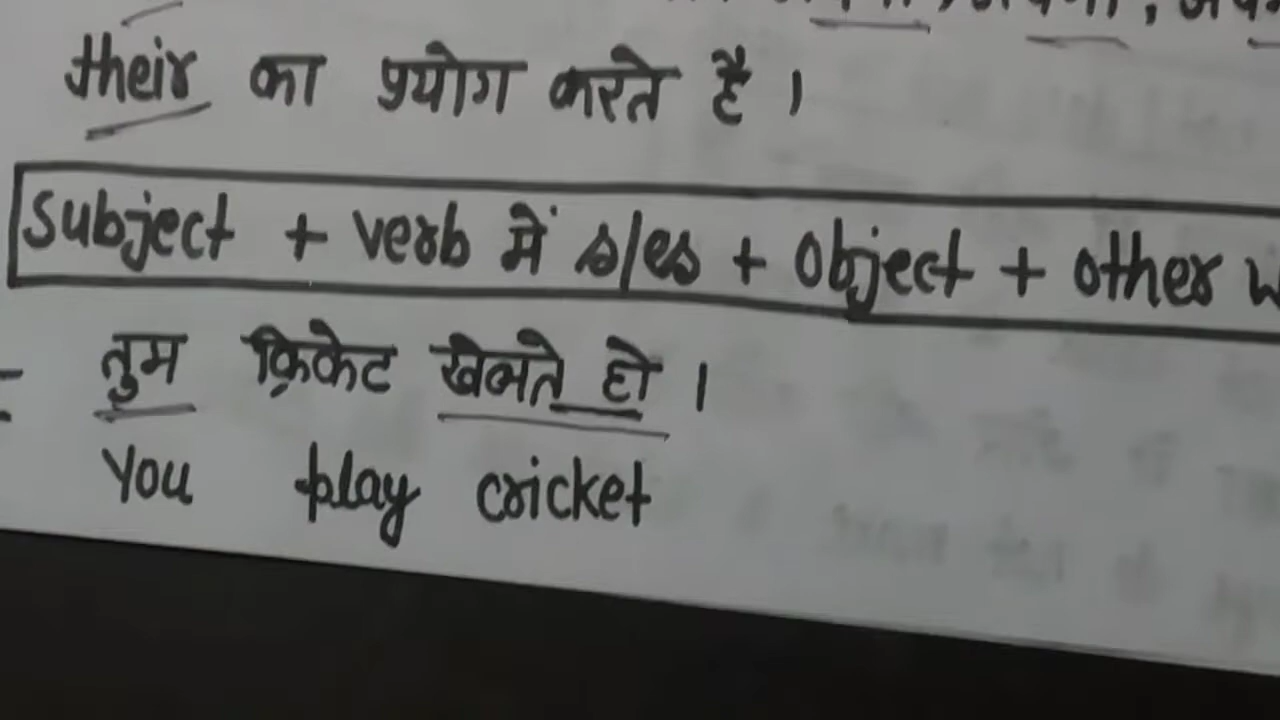 their का प्रयोग करते है ।
Subject + verb में s/es + object + other
तुम क्रिकेट खेलते हो ।
You play cricket